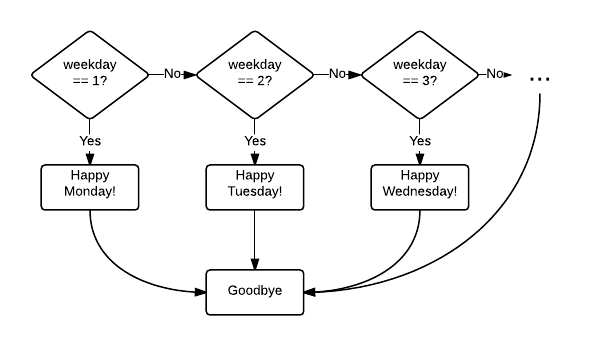 weekday
== 1?
No
weekday
== 2?
No
weekday
== 3?
No
...
Yes
Yes
Yes
Happy
Monday!
Happy
Tuesday!
Happy
Wednesday!
Goodbye